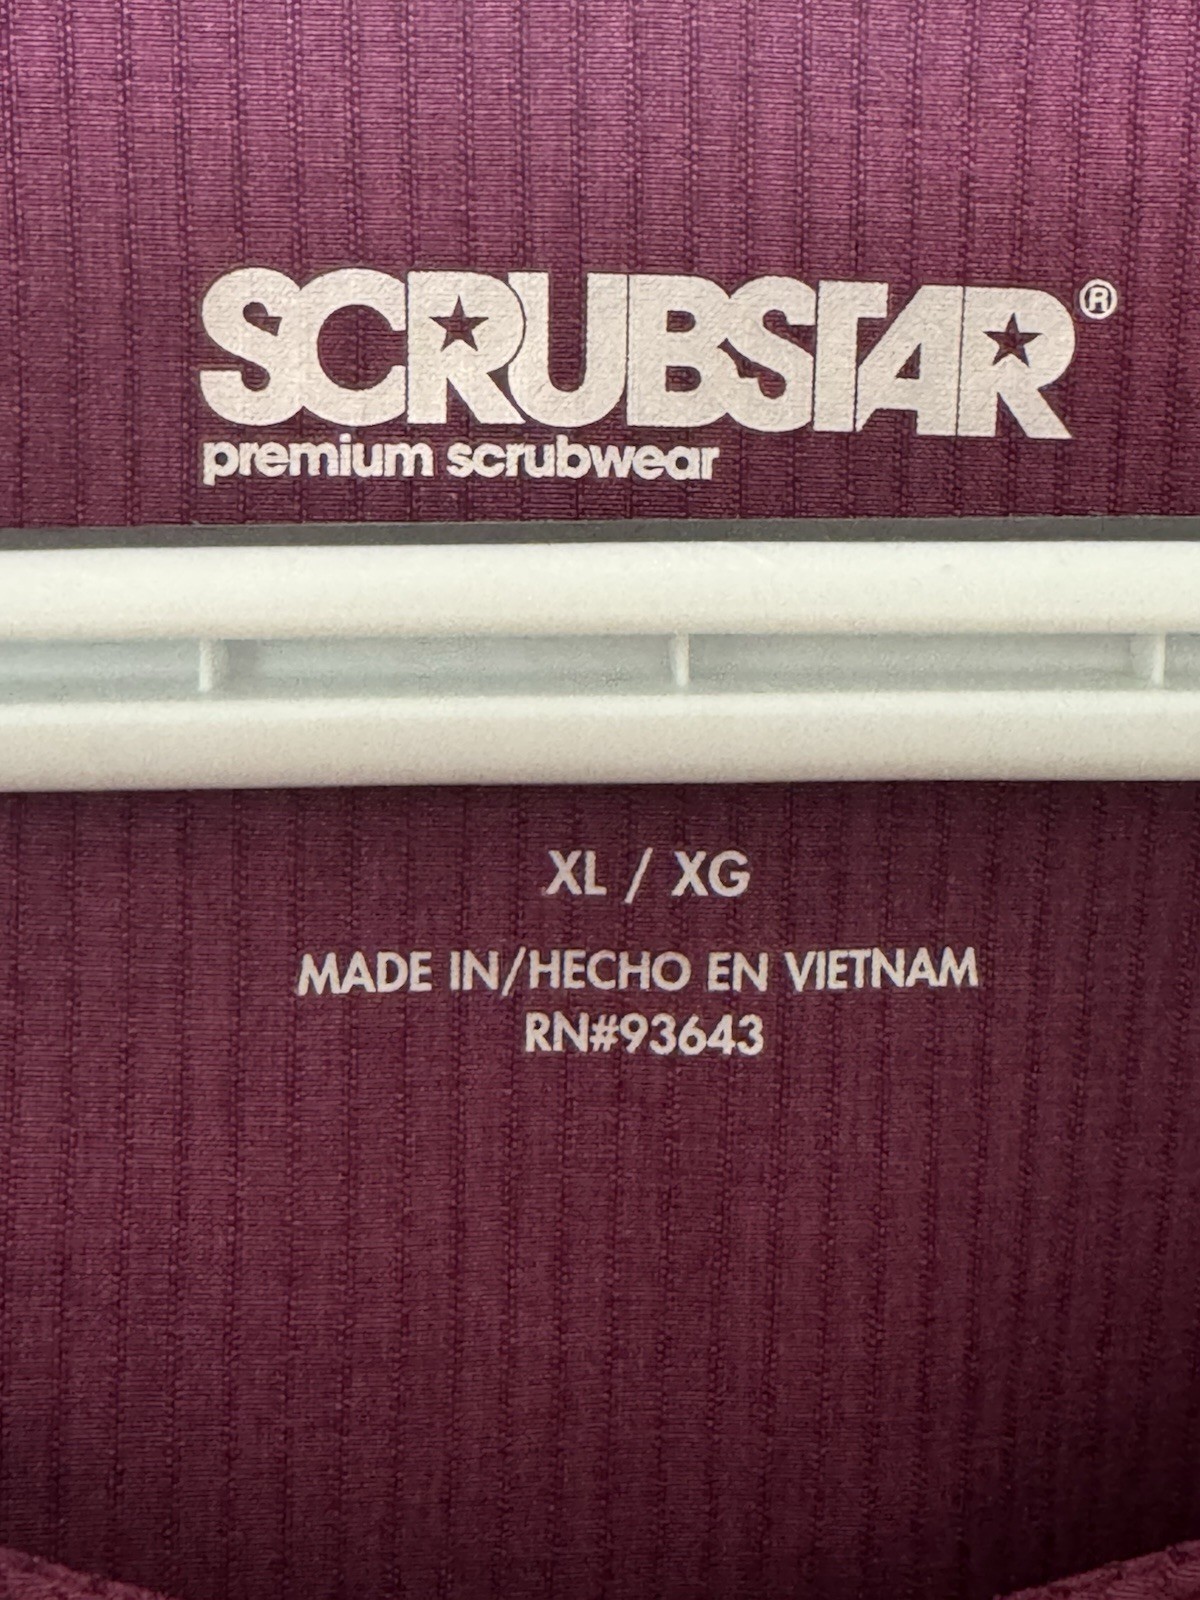 SCRUBSTAR®
premium scrubwear
XL / XG
MADE IN/HECHO EN VIETNAM
RN#93643